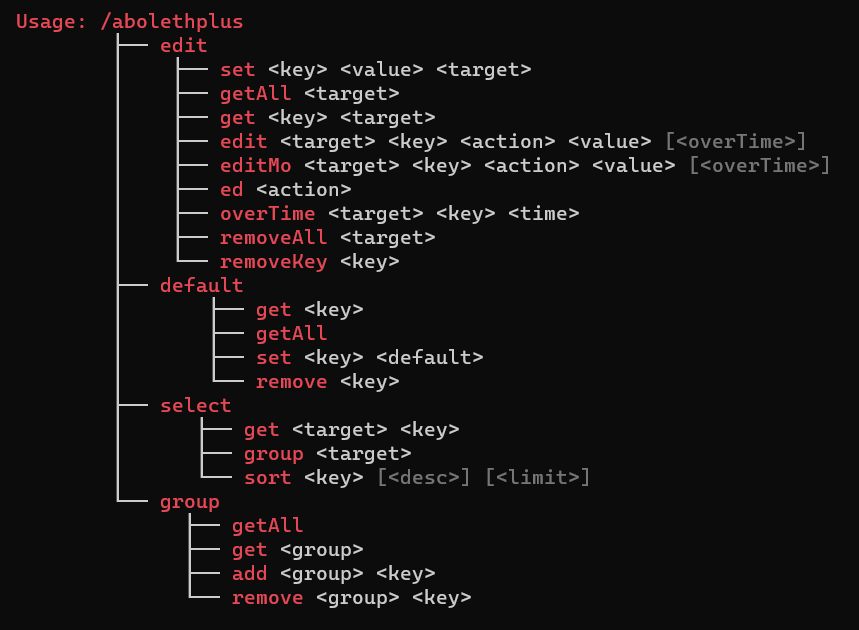 Usage: /abolethplus
edit
set <key> <value> <target>
getAll <target>
get <key> <target>
edit <target> <key> <action> <value> [<overTime>]
editMo <target> <key> <action> <value> [<overTime>]
ed <action>
overTime <target> <key> <time>
removeAll <target>
removeKey <key>
default
get <key>
getAll
set <key> <default>
remove <key>
select
get <target> <key>
group <target>
sort <key> [<desc>] [<limit>]
group
getAll
get <group>
add <group> <key>
remove <group> <key>